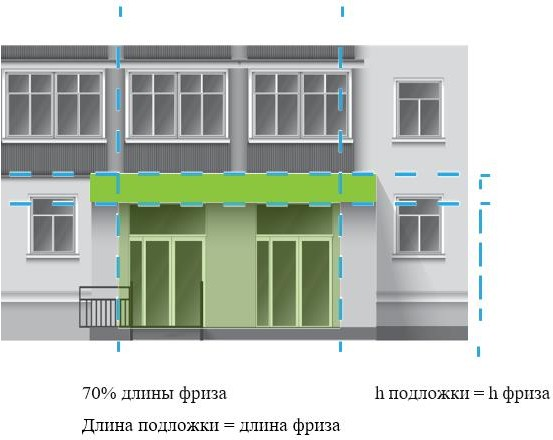 70% длины фриза
h подложки = h фриза
Длина подложки = длина фриза